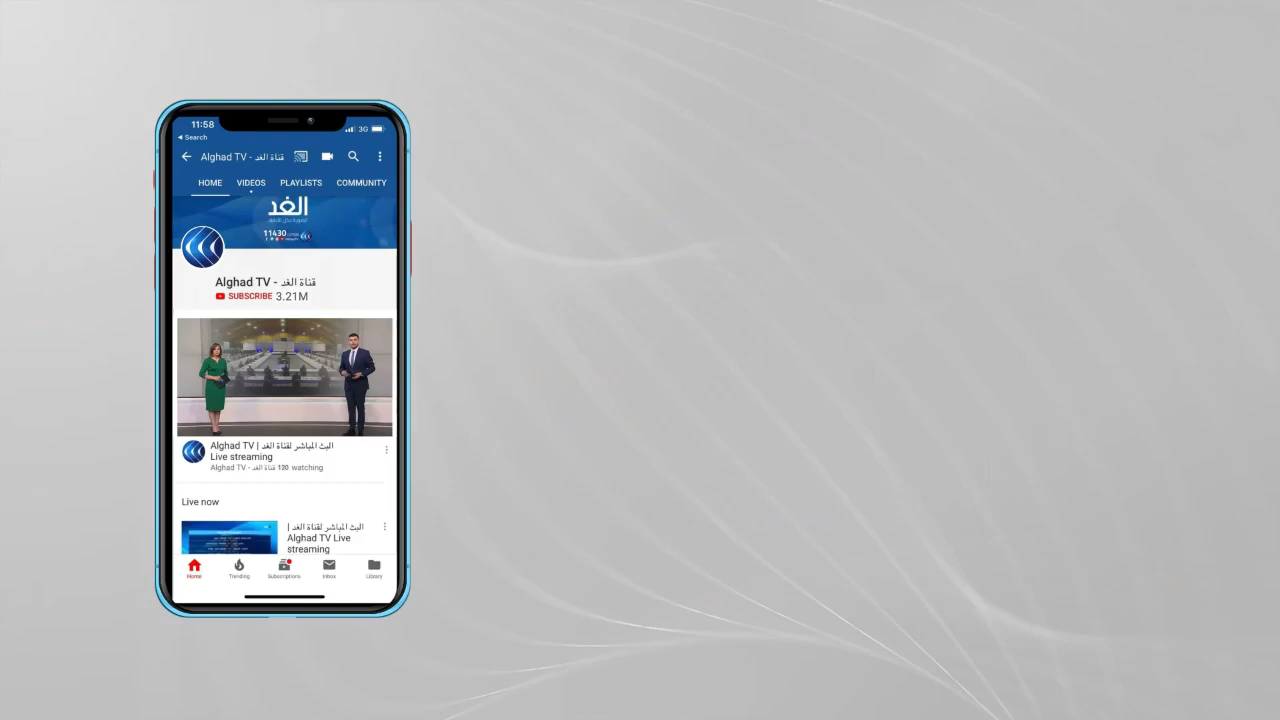 11:58
3G
Search
Alghad TV - قناة الغد
HOME VIDEOS PLAYLISTS COMMUNITY
الغد
11430
Alghad TV - قناة الغد
SUBSCRIBE 3.21M
Alghad TV | البث المباشر لقناة الغد
Live streaming
Alghad TV - قناة الغد 120 watching
Live now
البث المباشر لقناة الغد |
Alghad TV Live
streaming
Home Trending Subscriptions Inbox Library